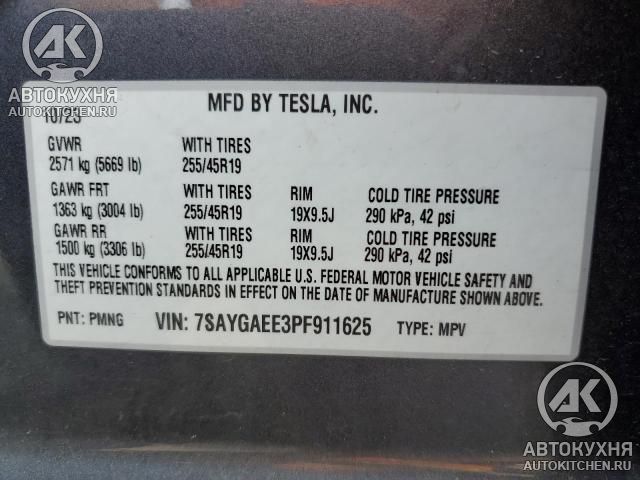 AK
АВТОКУХНЯ
AUTOKITCHEN.RU
MFD BY TESLA, INC.
10/23
GVWR WITH TIRES
2571 kg (5669 lb) 255/45R19
GAWR FRT WITH TIRES RIM COLD TIRE PRESSURE
1363 kg (3004 lb) 255/45R19 19X9.5J 290 kPa, 42 psi
GAWR RR WITH TIRES RIM COLD TIRE PRESSURE
1500 kg (3306 lb) 255/45R19 19X9.5J 290 kPa, 42 psi
THIS VEHICLE CONFORMS TO ALL APPLICABLE U.S. FEDERAL MOTOR VEHICLE SAFETY AND
THEFT PREVENTION STANDARDS IN EFFECT ON THE DATE OF MANUFACTURE SHOWN ABOVE.
PNT: PMNG VIN: 7SAYGAEE3PF911625 TYPE: MPV
AK
АВТОКУХНЯ
AUTOKITCHEN.RU